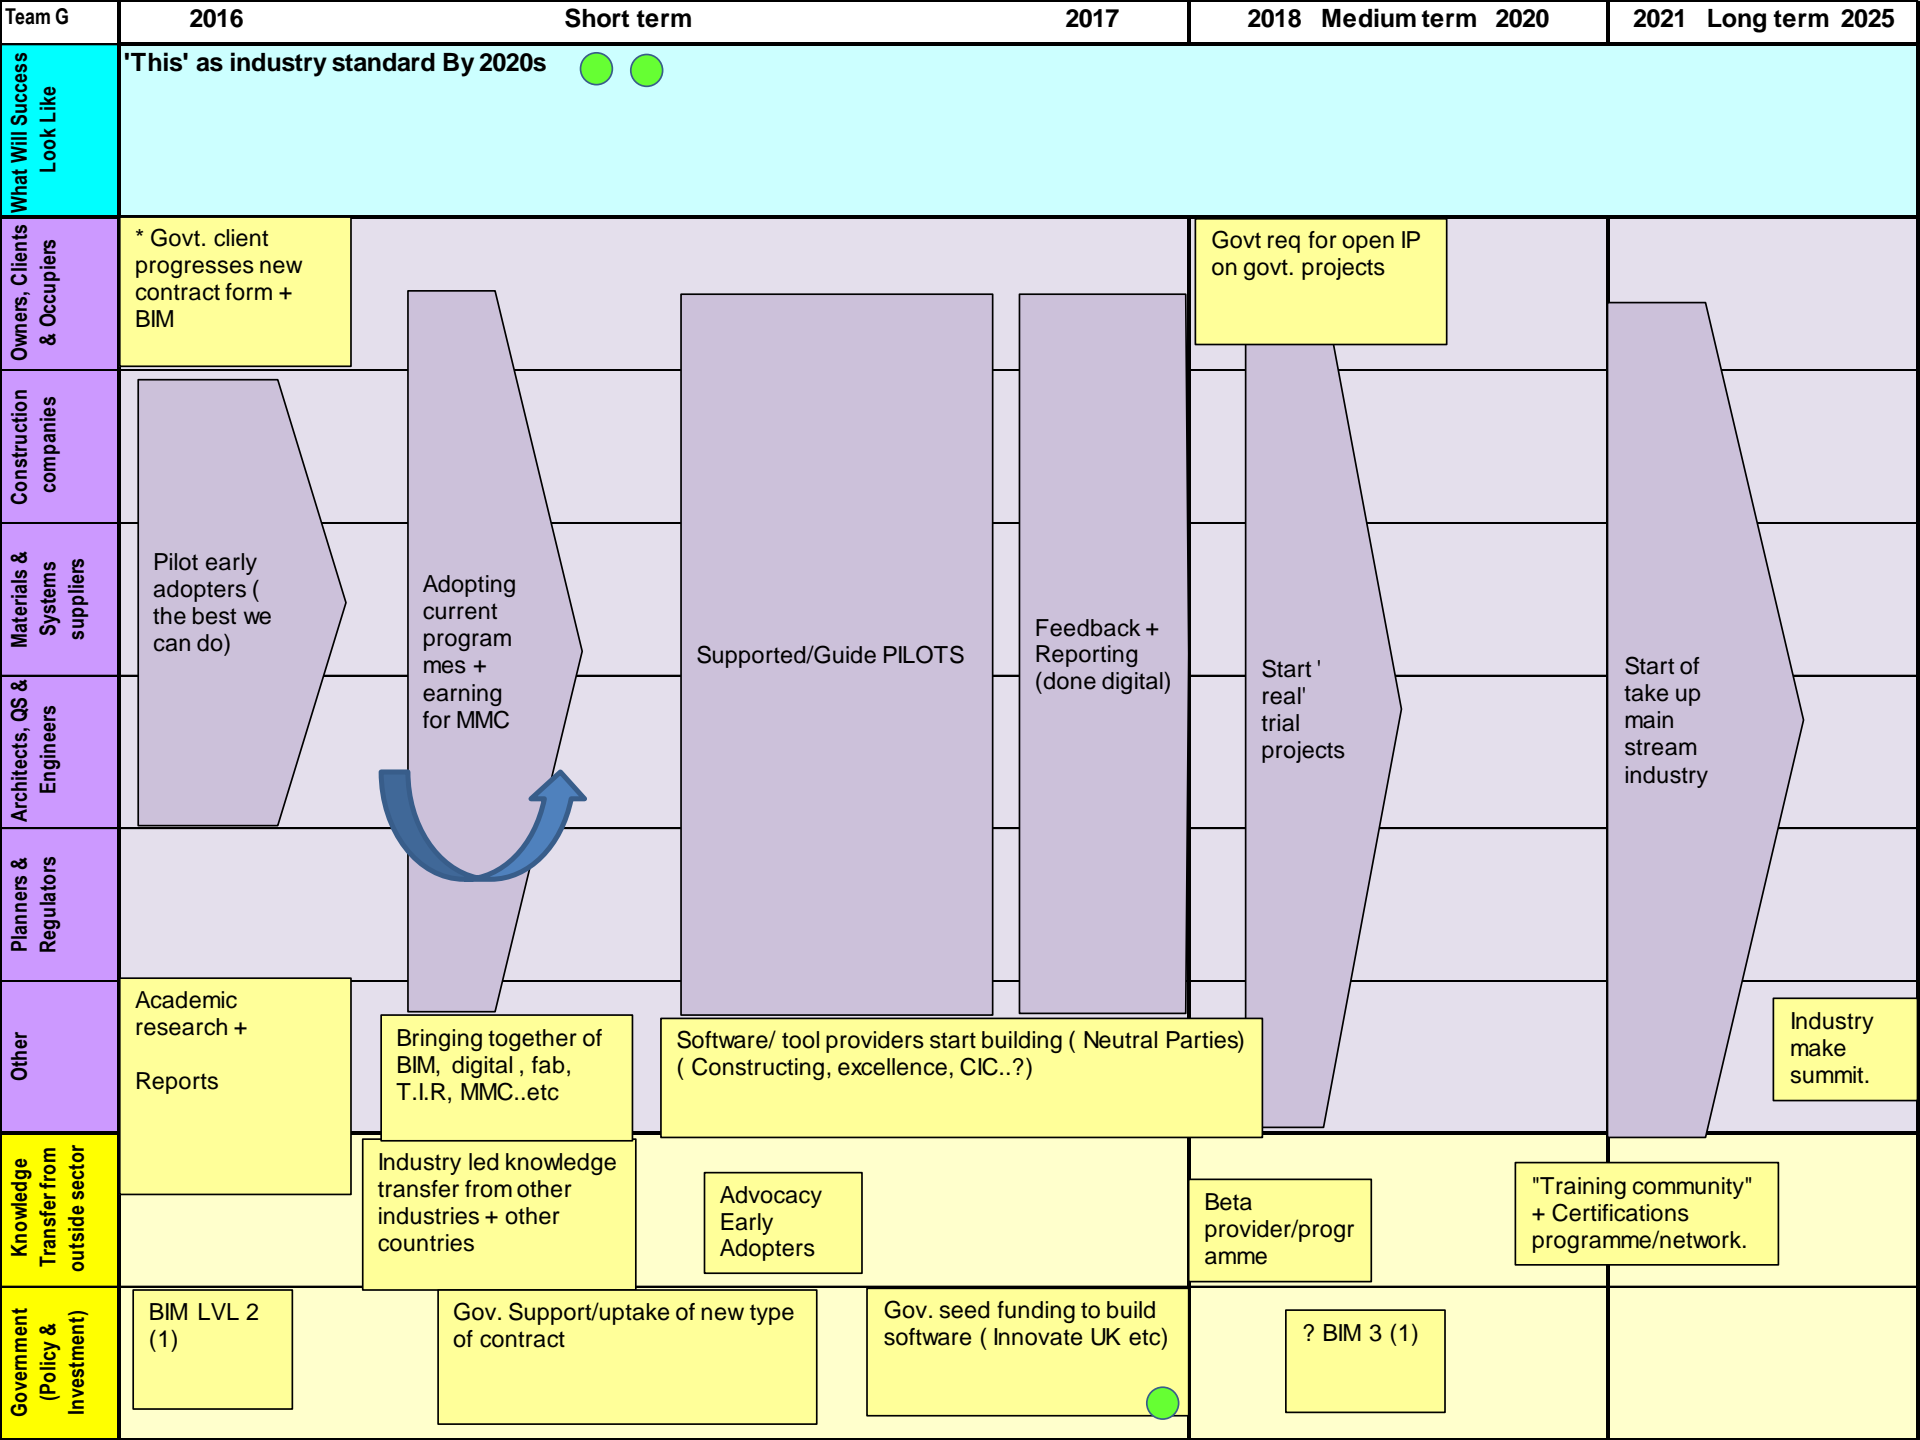 Team G
2016 Short term 2017
2018 Medium term 2020
2021 Long term 2025
What Will Success
Look Like
'This' as industry standard By 2020s
Owners, Clients
& Occupiers
* Govt. client
progresses new
contract form +
BIM
Govt req for open IP
on govt. projects
Construction
companies
Materials &
Systems
suppliers
Architects, QS &
Engineers
Planners &
Regulators
Pilot early
adopters (
the best we
can do)
Adopting
current
program
mes +
earning
for MMC
Supported/Guide PILOTS
Feedback +
Reporting
(done digital)
Start '
real'
trial
projects
Start of
take up
main
stream
industry
Other
Academic
research +
Reports
Bringing together of
BIM, digital , fab,
T.I.R, MMC..etc
Software/ tool providers start building ( Neutral Parties)
( Constructing, excellence, CIC..?)
Industry
make
summit.
Knowledge
Transfer from
outside sector
Industry led knowledge
transfer from other
industries + other
countries
Advocacy
Early
Adopters
Beta
provider/progr
amme
"Training community"
+ Certifications
programme/network.
Government
(Policy &
Investment)
BIM LVL 2
(1)
Gov. Support/uptake of new type
of contract
Gov. seed funding to build
software ( Innovate UK etc)
? BIM 3 (1)